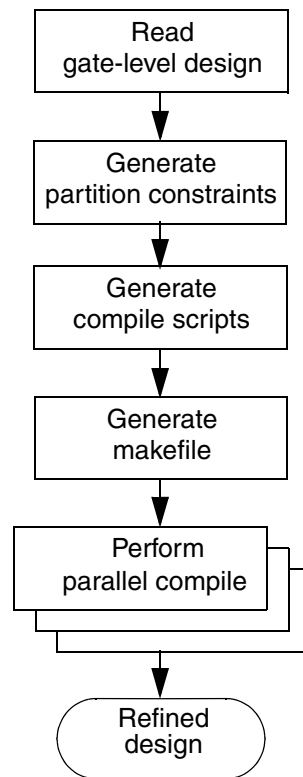 Read
gate-level design
Generate
partition constraints
Generate
compile scripts
Generate
makefile
Perform
parallel compile
Refined
design